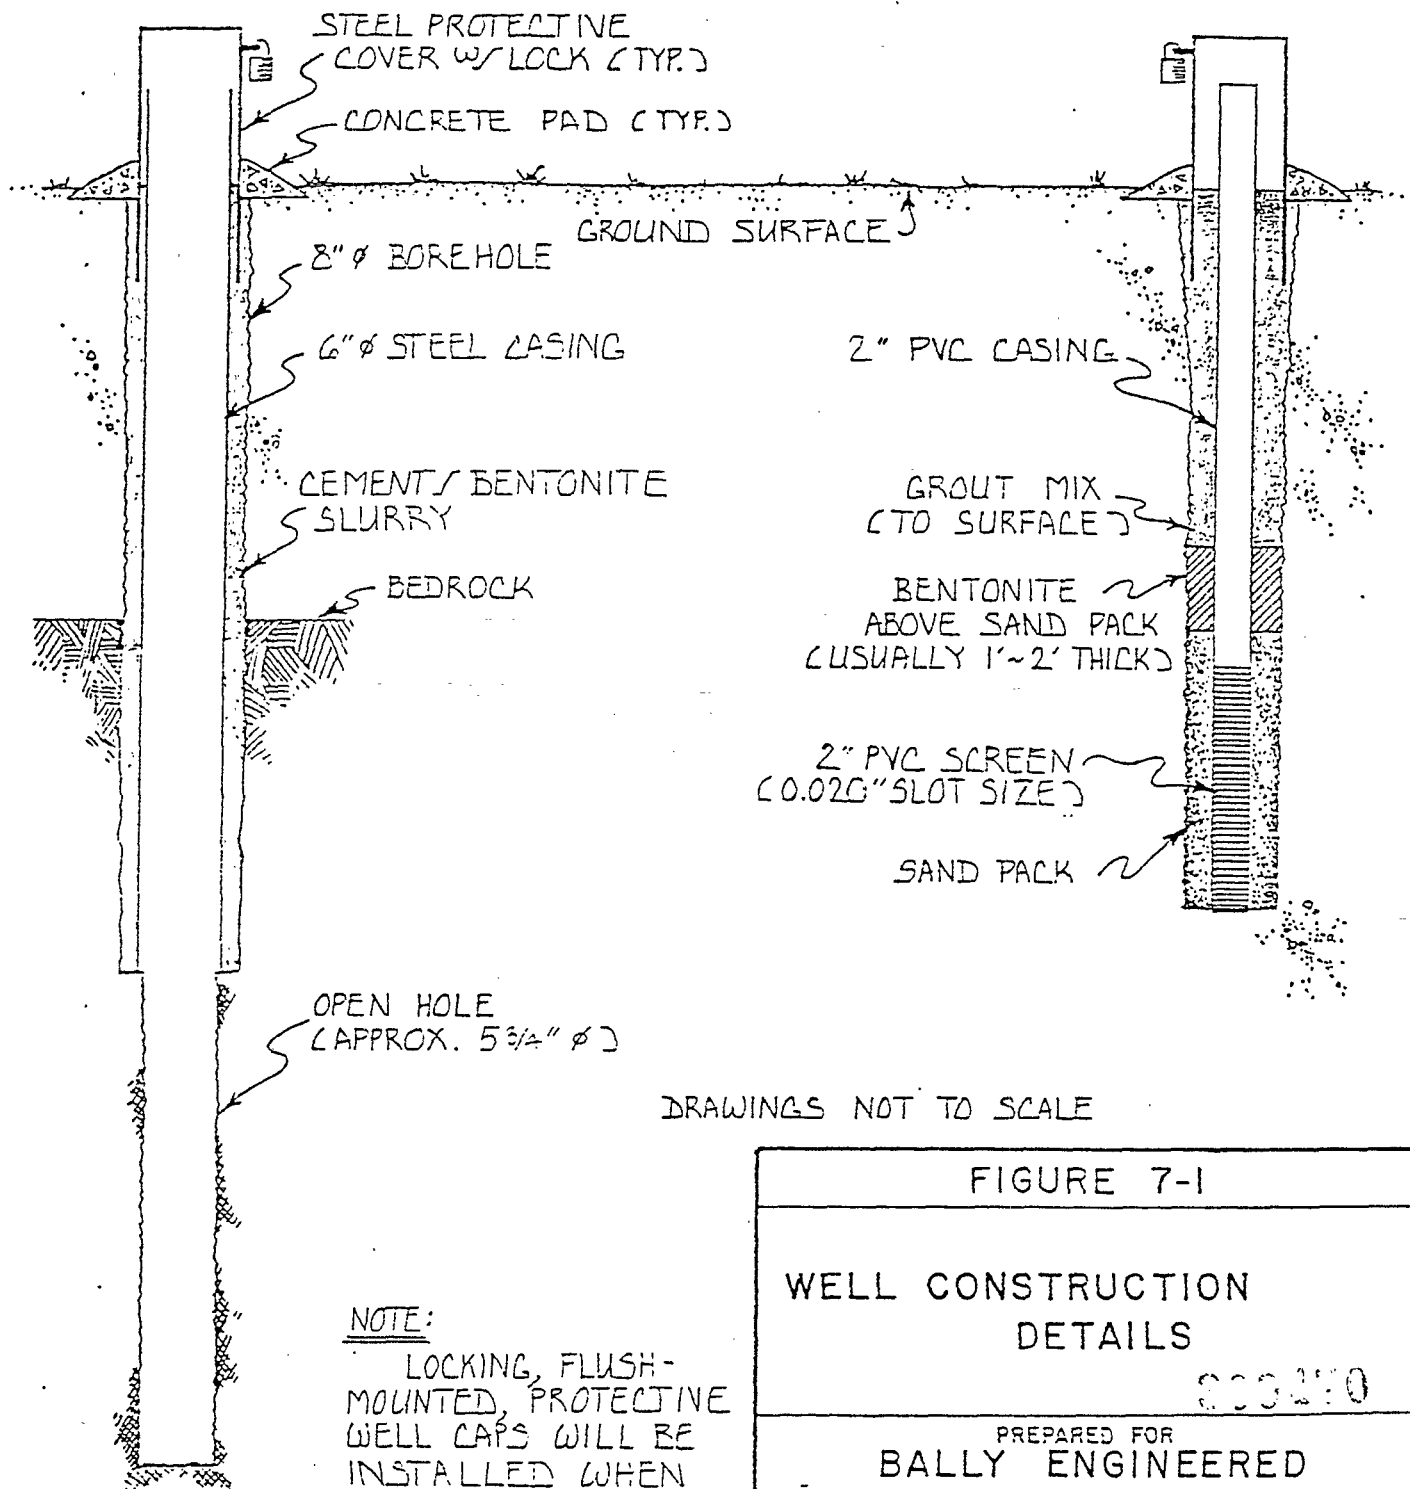 STEEL PROTECTIVE
COVER W/ LOCK (TYP.)
CONCRETE PAD (TYP.)
GROUND SURFACE
8" ø BOREHOLE
6" ø STEEL CASING
CEMENT/BENTONITE
SLURRY
BEDROCK
OPEN HOLE
(APPROX. 5 3/4" ø)
2" PVC CASING
GROUT MIX
(TO SURFACE)
BENTONITE
ABOVE SAND PACK
(USUALLY 1'~2' THICK)
2" PVC SCREEN
(0.020" SLOT SIZE)
SAND PACK
DRAWINGS NOT TO SCALE
NOTE:
LOCKING, FLUSH-
MOUNTED, PROTECTIVE
WELL CAPS WILL BE
INSTALLED WHEN
FIGURE 7-1
WELL CONSTRUCTION
DETAILS
PREPARED FOR
BALLY ENGINEERED